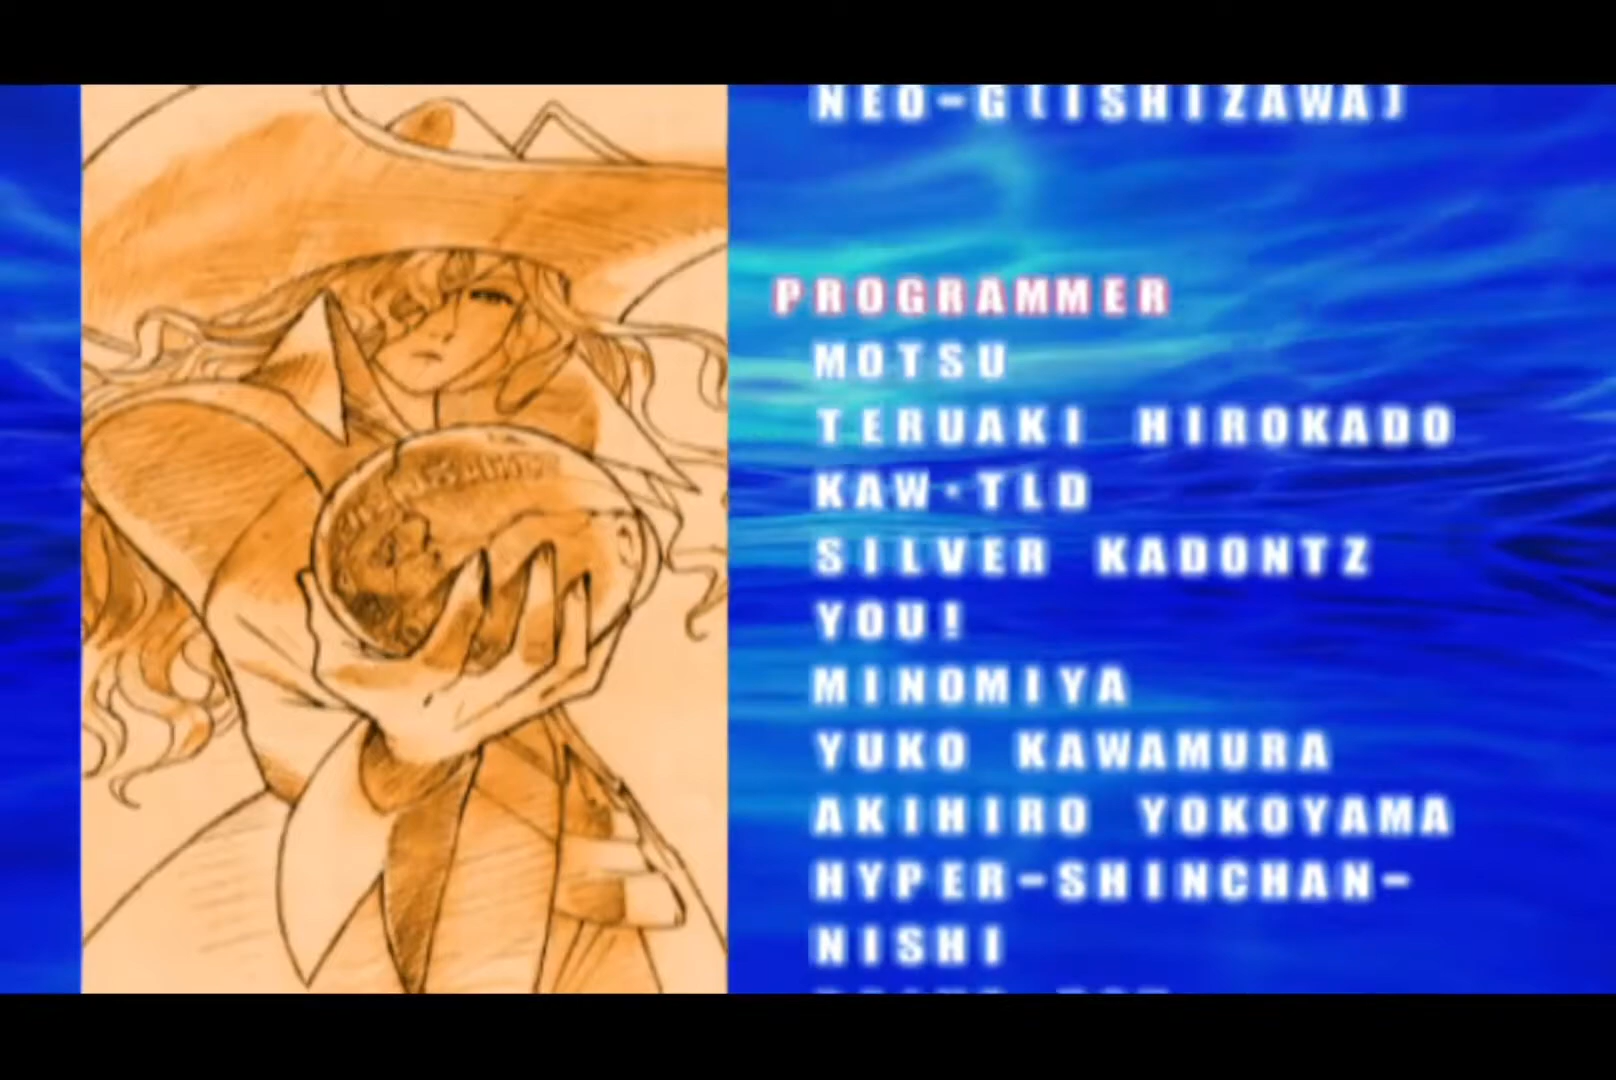 NEO-G(ISHIZAWA)
PROGRAMMER
MOTSU
TERUAKI HIROKADO
KAW·TLD
SILVER KADONTZ
YOU!
MINOMIYA
YUKO KAWAMURA
AKIHIRO YOKOYAMA
HYPER-SHINCHAN-
NISHI